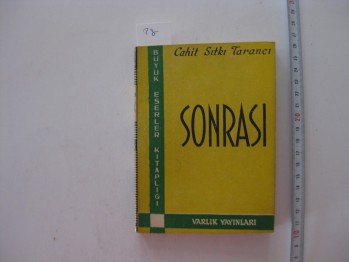 Cahit Sıtkı Tarancı
SONRASI
BÜYÜK ESERLER KİTAPLIĞI
VARLIK YAYINLARI